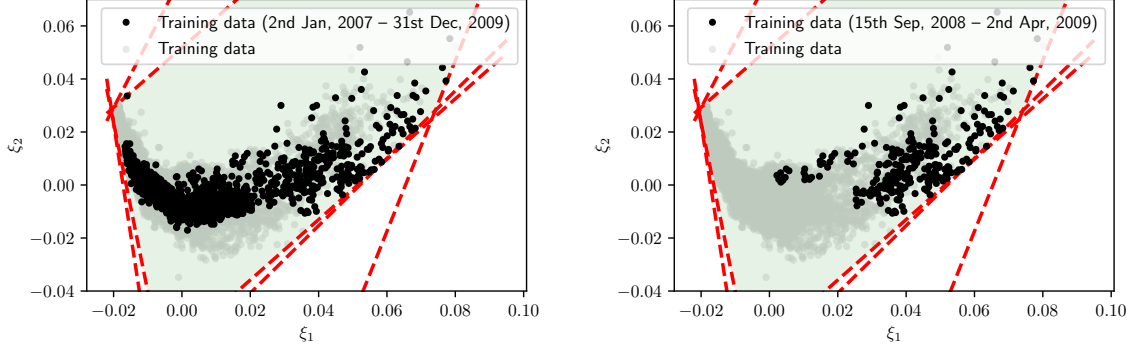 Training data (2nd Jan, 2007 – 31st Dec, 2009)
Training data
0.06
0.04
0.02
0.00
−0.02
−0.04
ξ2
−0.02 0.00 0.02 0.04 0.06 0.08 0.10
ξ1
Training data (15th Sep, 2008 – 2nd Apr, 2009)
Training data
0.06
0.04
0.02
0.00
−0.02
−0.04
ξ2
−0.02 0.00 0.02 0.04 0.06 0.08 0.10
ξ1